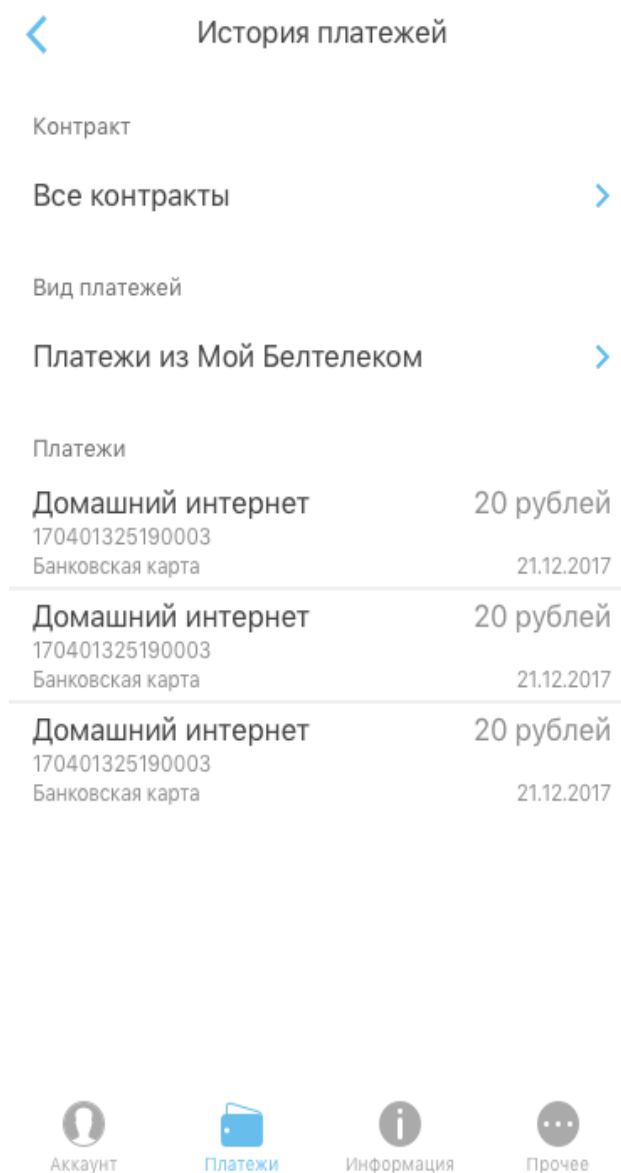 История платежей
Контракт
Все контракты
Вид платежей
Платежи из Мой Белтелеком
Платежи
Домашний интернет 20 рублей
170401325190003
Банковская карта 21.12.2017
Домашний интернет 20 рублей
170401325190003
Банковская карта 21.12.2017
Домашний интернет 20 рублей
170401325190003
Банковская карта 21.12.2017
Аккаунт Платежи Информация Прочее